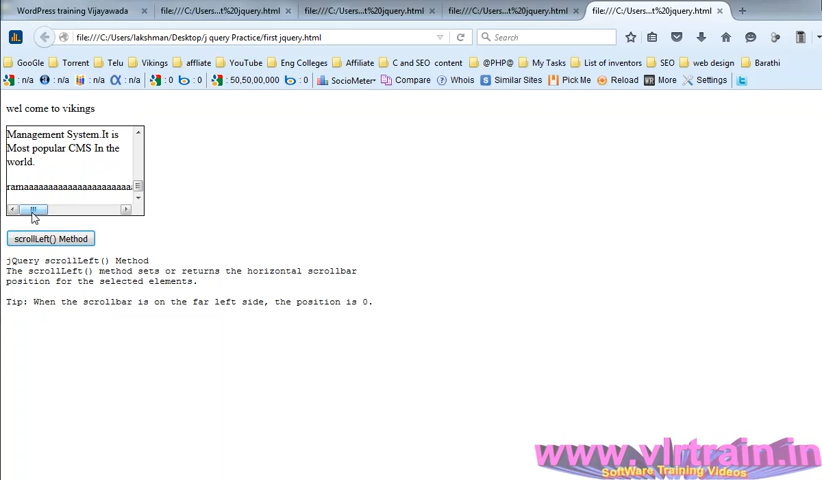 WordPress training Vijayawada
file:///C:/Users...t%20jquery.html
file:///C:/Users...t%20jquery.html
file:///C:/Users...t%20jquery.html
file:///C:/Users...t%20jquery.html
file:///C:/Users/lakshman/Desktop/j query Practice/first jquery.html
Search
GooGle Torrent Telu Vikings affliate YouTube Eng Colleges Affiliate C and SEO content @PHP@ My Tasks List of inventors SEO web design Barathi
: n/a : n/a : n/a : n/a : 0 : 0 : 50,50,00,000 SocioMeter Compare Whois Similar Sites Pick Me Reload More Settings
wel come to vikings
Management System.It is
Most popular CMS In the
world.
scrollLeft() Method
jQuery scrollLeft() Method
The scrollLeft() method sets or returns the horizontal scrollbar
position for the selected elements.
Tip: When the scrollbar is on the far left side, the position is 0.
www.vlrtrain.in
SoftWare Training Videos